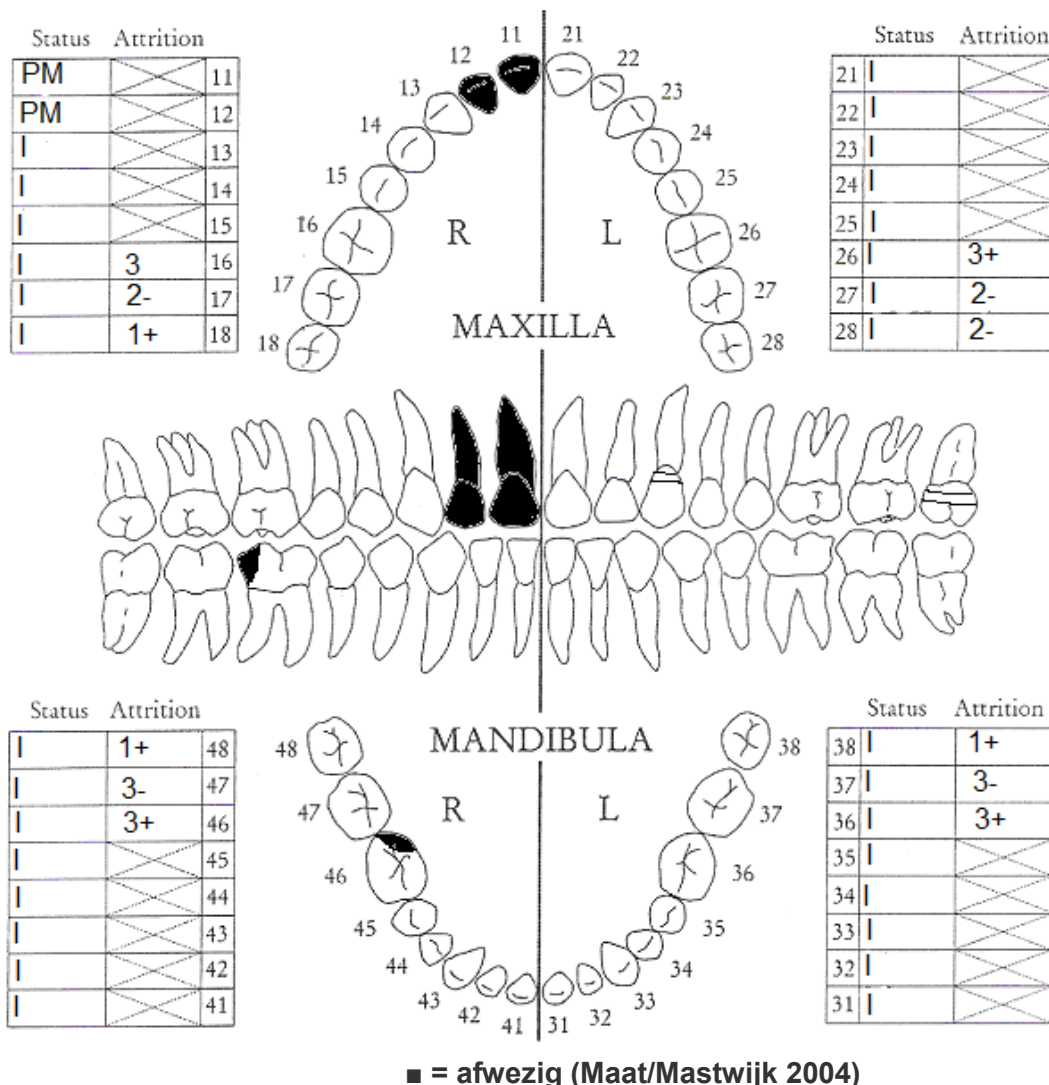 Status Attrition
PM 11
PM 12
I 13
I 14
I 15
I 3 16
I 2- 17
I 1+ 18
11 21
12 22
13 23
14 24
15 25
16 26
17 27
18 28
R L
MAXILLA
Status Attrition
21 I
22 I
23 I
24 I
25 I
26 I 3+
27 I 2-
28 I 2-
Status Attrition
I 1+ 48
I 3- 47
I 3+ 46
I 45
I 44
I 43
I 42
I 41
MANDIBULA
R L
48 38
47 37
46 36
45 35
44 34
43 33
42 32
41 31
Status Attrition
38 I 1+
37 I 3-
36 I 3+
35 I
34 I
33 I
32 I
31 I
■ = afwezig (Maat/Mastwijk 2004)